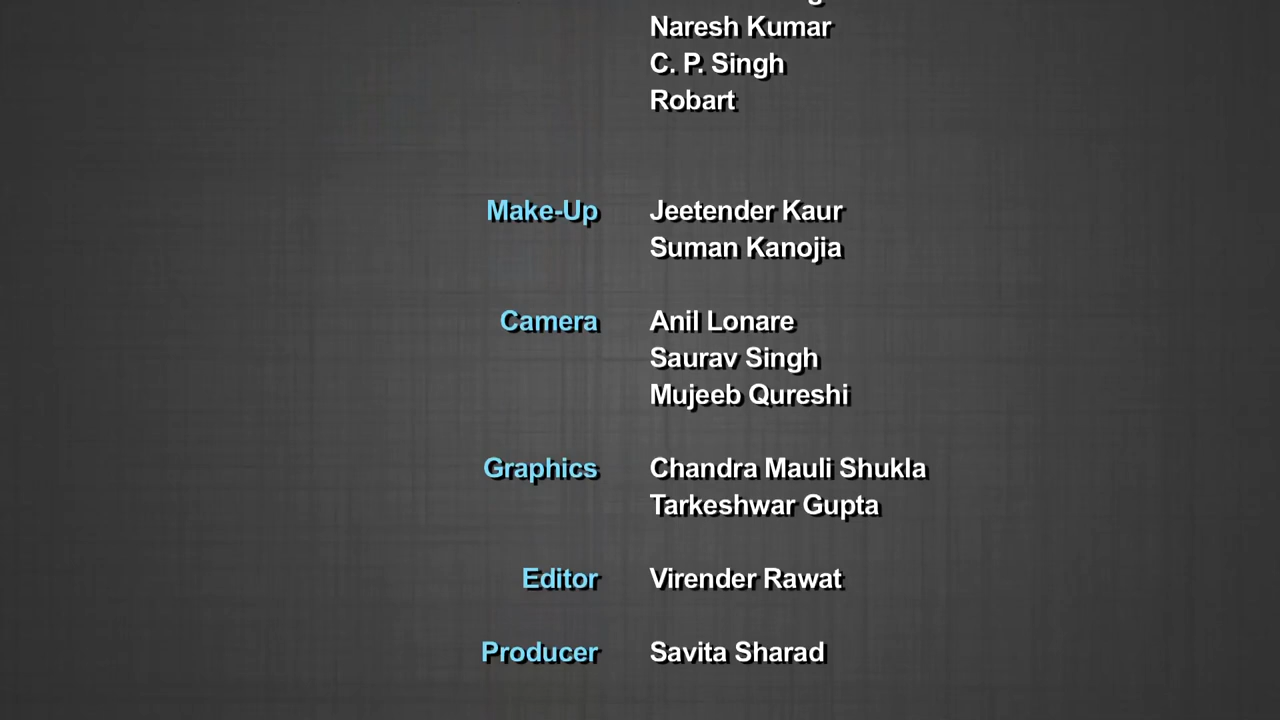 Naresh Kumar
C. P. Singh
Robart
Make-Up Jeetender Kaur
Suman Kanojia
Camera Anil Lonare
Saurav Singh
Mujeeb Qureshi
Graphics Chandra Mauli Shukla
Tarkeshwar Gupta
Editor Virender Rawat
Producer Savita Sharad